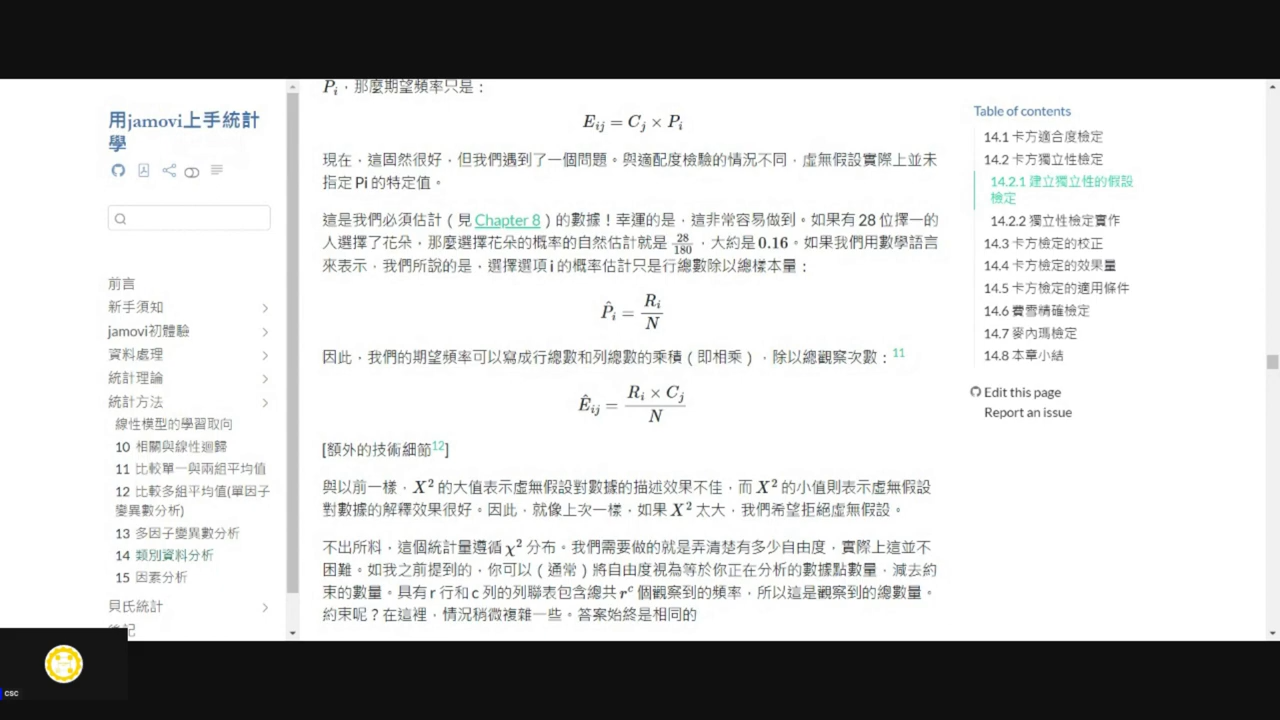 用jamovi上手統計
學
前言
新手須知
jamovi初體驗
資料處理
統計理論
統計方法
線性模型的學習取向
10 相關與線性迴歸
11 比較單一與兩組平均值
12 比較多組平均值(單因子
變異數分析)
13 多因子變異數分析
14 類別資料分析
15 因素分析
貝氏統計
後記
csc
P_i，那麼期望頻率只是：
E_ij = C_j × P_i
現在，這固然很好，但我們遇到了一個問題。與適配度檢驗的情況不同，虛無假設實際上並未
指定 Pi 的特定值。
這是我們必須估計（見 Chapter 8）的數據！幸運的是，這非常容易做到。如果有 28 位擇一的
人選擇了花朵，那麼選擇花朵的概率的自然估計就是 28/180，大約是 0.16。如果我們用數學語言
來表示，我們所說的是，選擇選項 i 的概率估計只是行總數除以總樣本量：
P̂_i = R_i / N
因此，我們的期望頻率可以寫成行總數和列總數的乘積（即相乘），除以總觀察次數：11
Ê_ij = R_i × C_j / N
[額外的技術細節12]
與以前一樣，X² 的大值表示虛無假設對數據的描述效果不佳，而 X² 的小值則表示虛無假設
對數據的解釋效果很好。因此，就像上次一樣，如果 X² 太大，我們希望拒絕虛無假設。
不出所料，這個統計量遵循 χ² 分布。我們需要做的就是弄清楚有多少自由度，實際上這並不
困難。如我之前提到的，你可以（通常）將自由度視為等於你正在分析的數據點數量，減去約
束的數量。具有 r 行和 c 列的列聯表包含總共 r^c 個觀察到的頻率，所以這是觀察到的總數量。
約束呢？在這裡，情況稍微複雜一些。答案始終是相同的
Table of contents
14.1 卡方適合度檢定
14.2 卡方獨立性檢定
14.2.1 建立獨立性的假設
檢定
14.2.2 獨立性檢定實作
14.3 卡方檢定的校正
14.4 卡方檢定的效果量
14.5 卡方檢定的適用條件
14.6 費雪精確檢定
14.7 麥內瑪檢定
14.8 本章小結
Edit this page
Report an issue